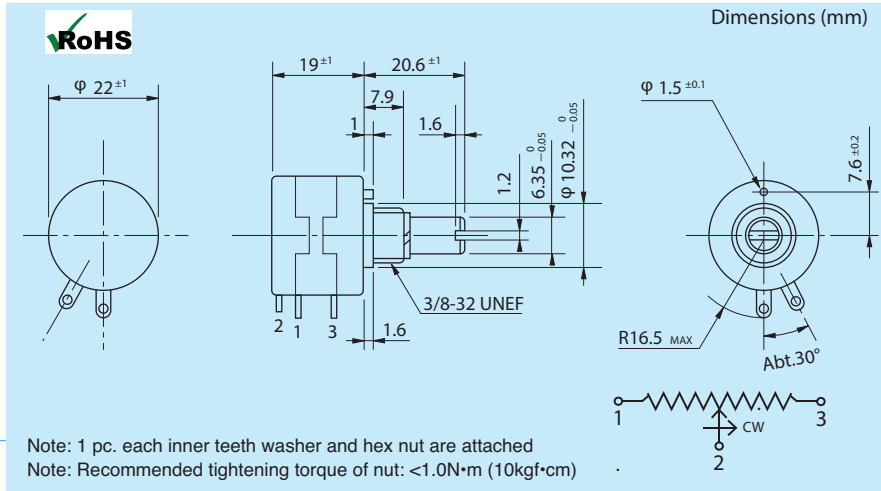 RoHS
Dimensions (mm)
φ 22 ±1
19 ±1
20.6 ±1
7.9
1
1.6
1.2
6.35 0 −0.05
φ 10.32 0 −0.05
φ 1.5 ±0.1
7.6 ±0.2
3/8-32 UNEF
2 1 3
1.6
R16.5 MAX
Abt.30°
1
3
CW
2
Note: 1 pc. each inner teeth washer and hex nut are attached
Note: Recommended tightening torque of nut: <1.0N•m (10kgf•cm)